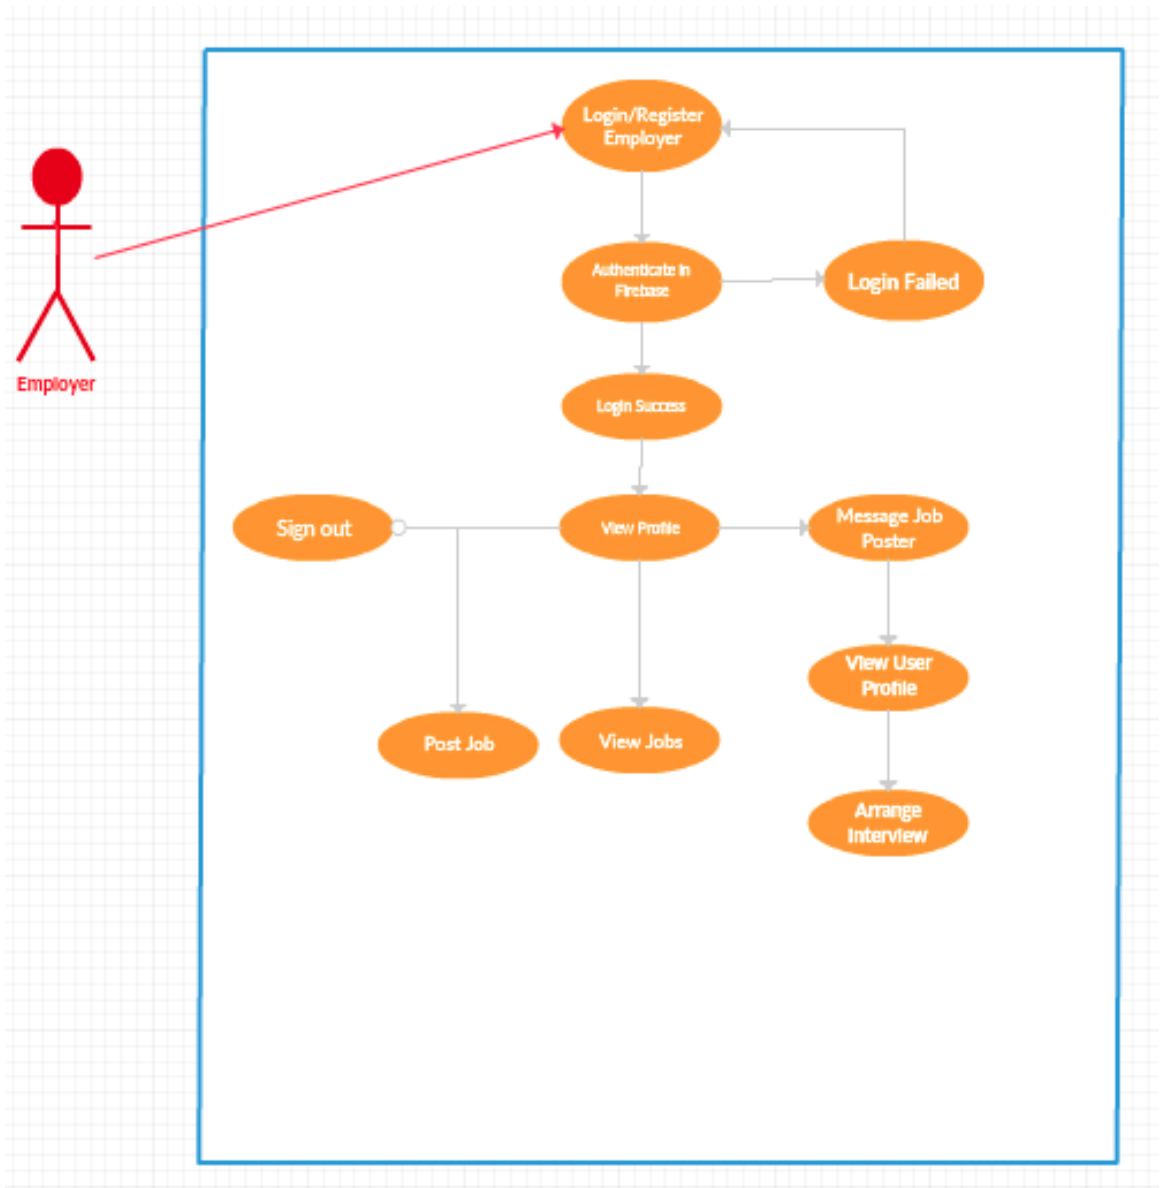 Login/Register
Employer
Authenticate in
Firebase
Login Failed
Employer
Login Success
Sign out
View Profile
Message Job
Poster
View User
Profile
Post Job
View Jobs
Arrange
Interview